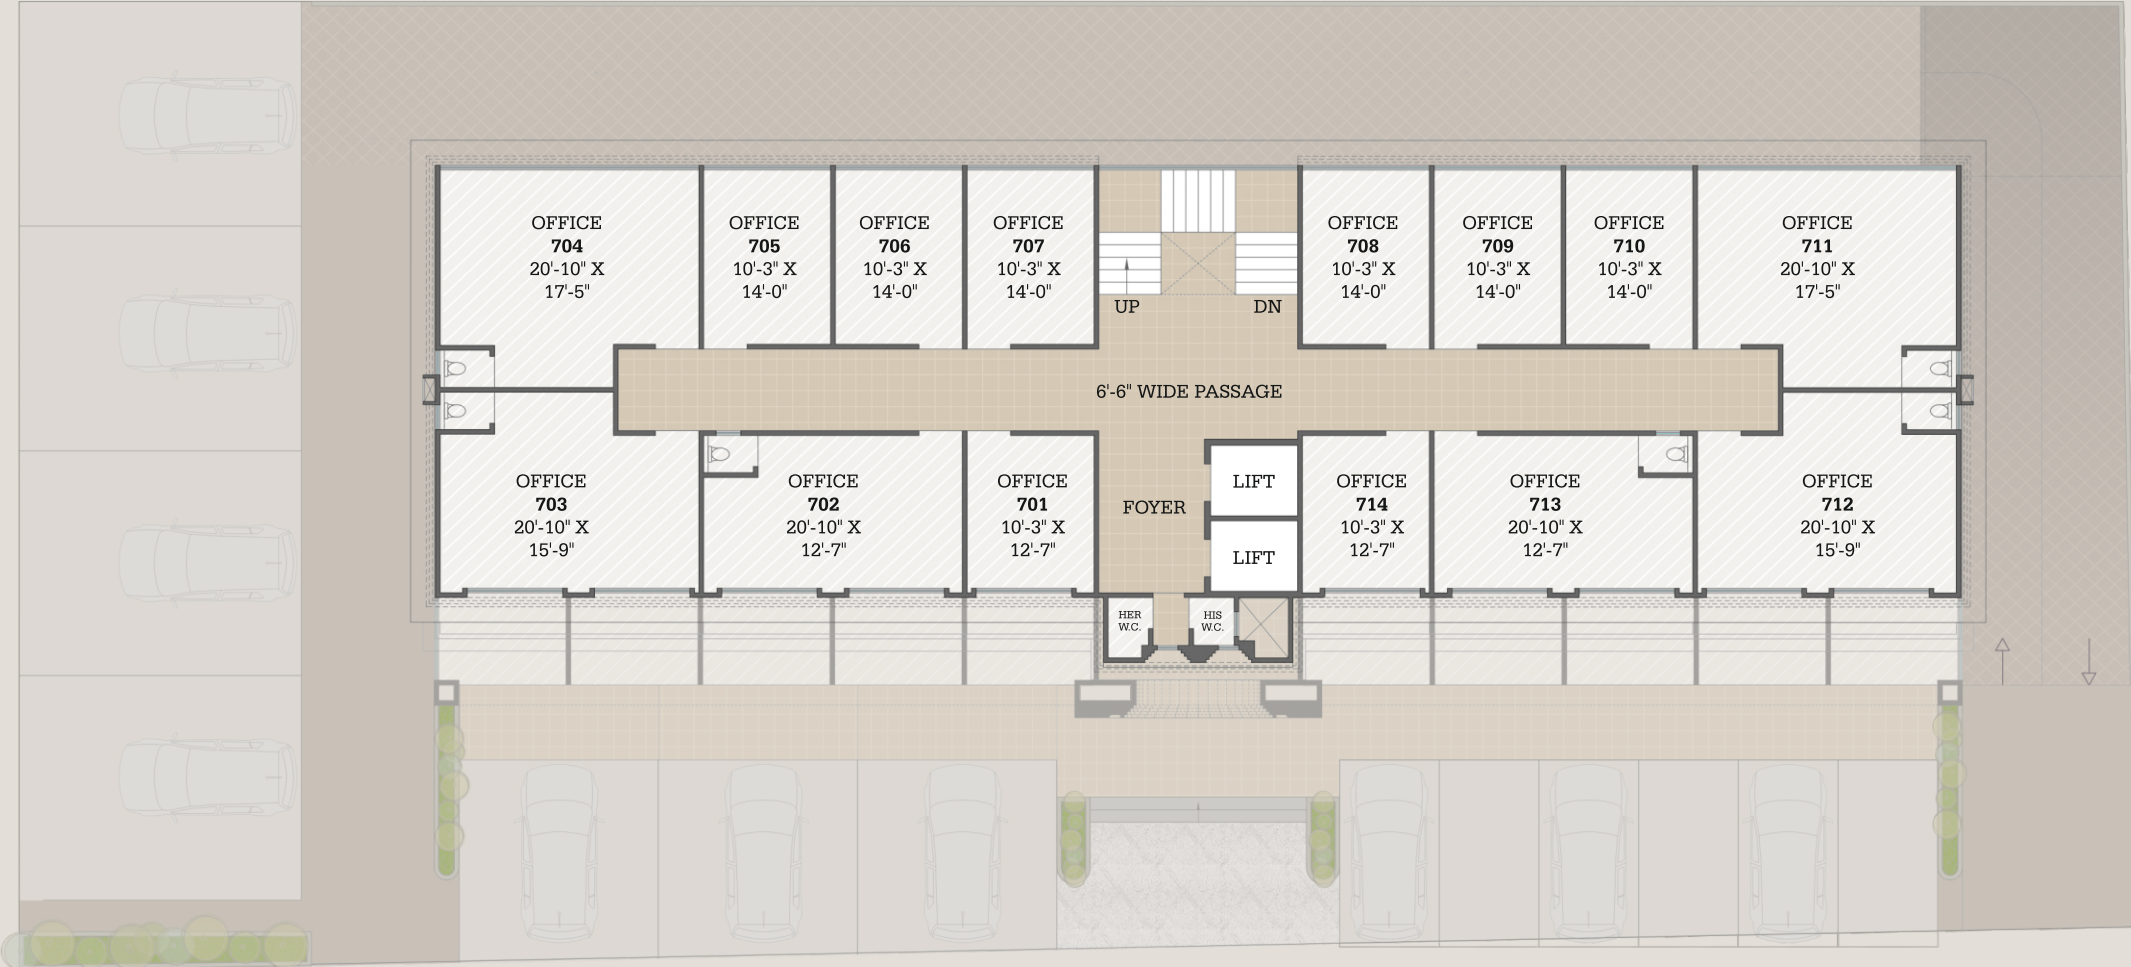 OFFICE
704
20'-10" X
17'-5"
OFFICE
705
10'-3" X
14'-0"
OFFICE
706
10'-3" X
14'-0"
OFFICE
707
10'-3" X
14'-0"
UP
DN
OFFICE
708
10'-3" X
14'-0"
OFFICE
709
10'-3" X
14'-0"
OFFICE
710
10'-3" X
14'-0"
OFFICE
711
20'-10" X
17'-5"
6'-6" WIDE PASSAGE
OFFICE
703
20'-10" X
15'-9"
OFFICE
702
20'-10" X
12'-7"
OFFICE
701
10'-3" X
12'-7"
FOYER
LIFT
LIFT
OFFICE
714
10'-3" X
12'-7"
OFFICE
713
20'-10" X
12'-7"
OFFICE
712
20'-10" X
15'-9"
HER
W.C.
HIS
W.C.